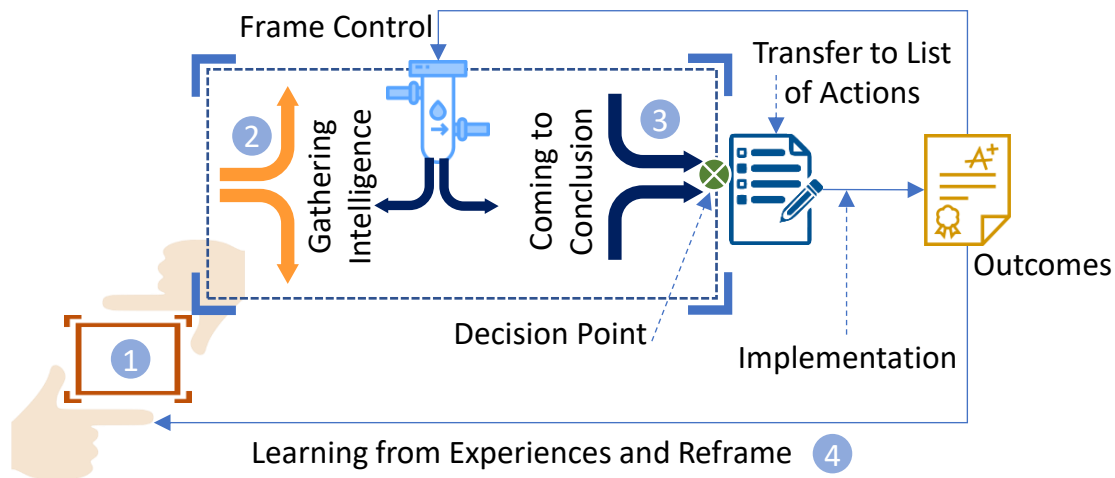 Frame Control
Transfer to List
of Actions
2
Gathering
Intelligence
Coming to
Conclusion
3
A+
Outcomes
Decision Point
Implementation
1
Learning from Experiences and Reframe
4